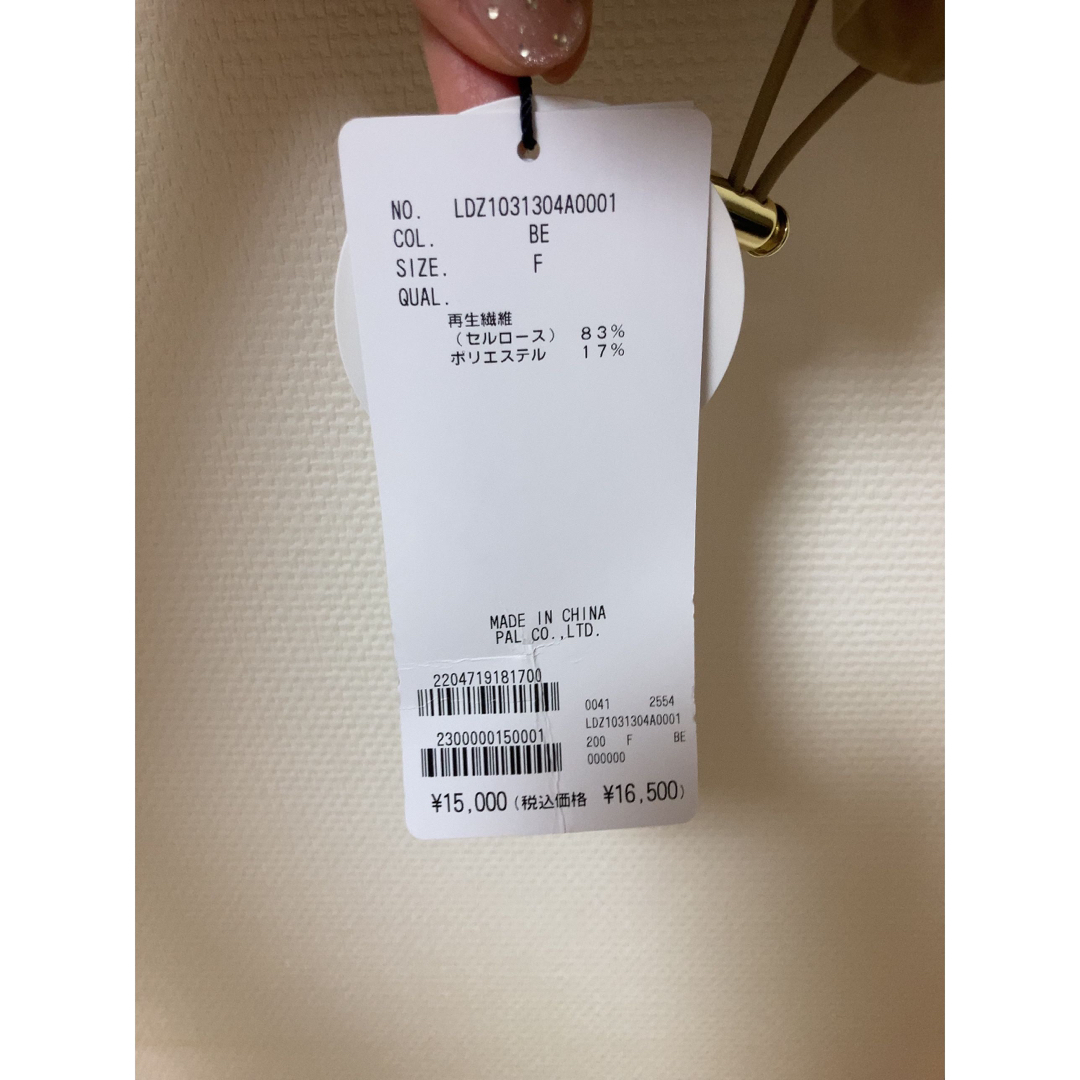 NO. LDZ1031304A0001
COL. BE
SIZE. F
QUAL.
再生繊維
(セルロース) 83%
ポリエステル 17%
MADE IN CHINA
PAL CO.,LTD.
2204719181700
2300000150001
0041 2554
LDZ1031304A0001
200 F BE
000000
¥15,000(税込価格 ¥16,500)